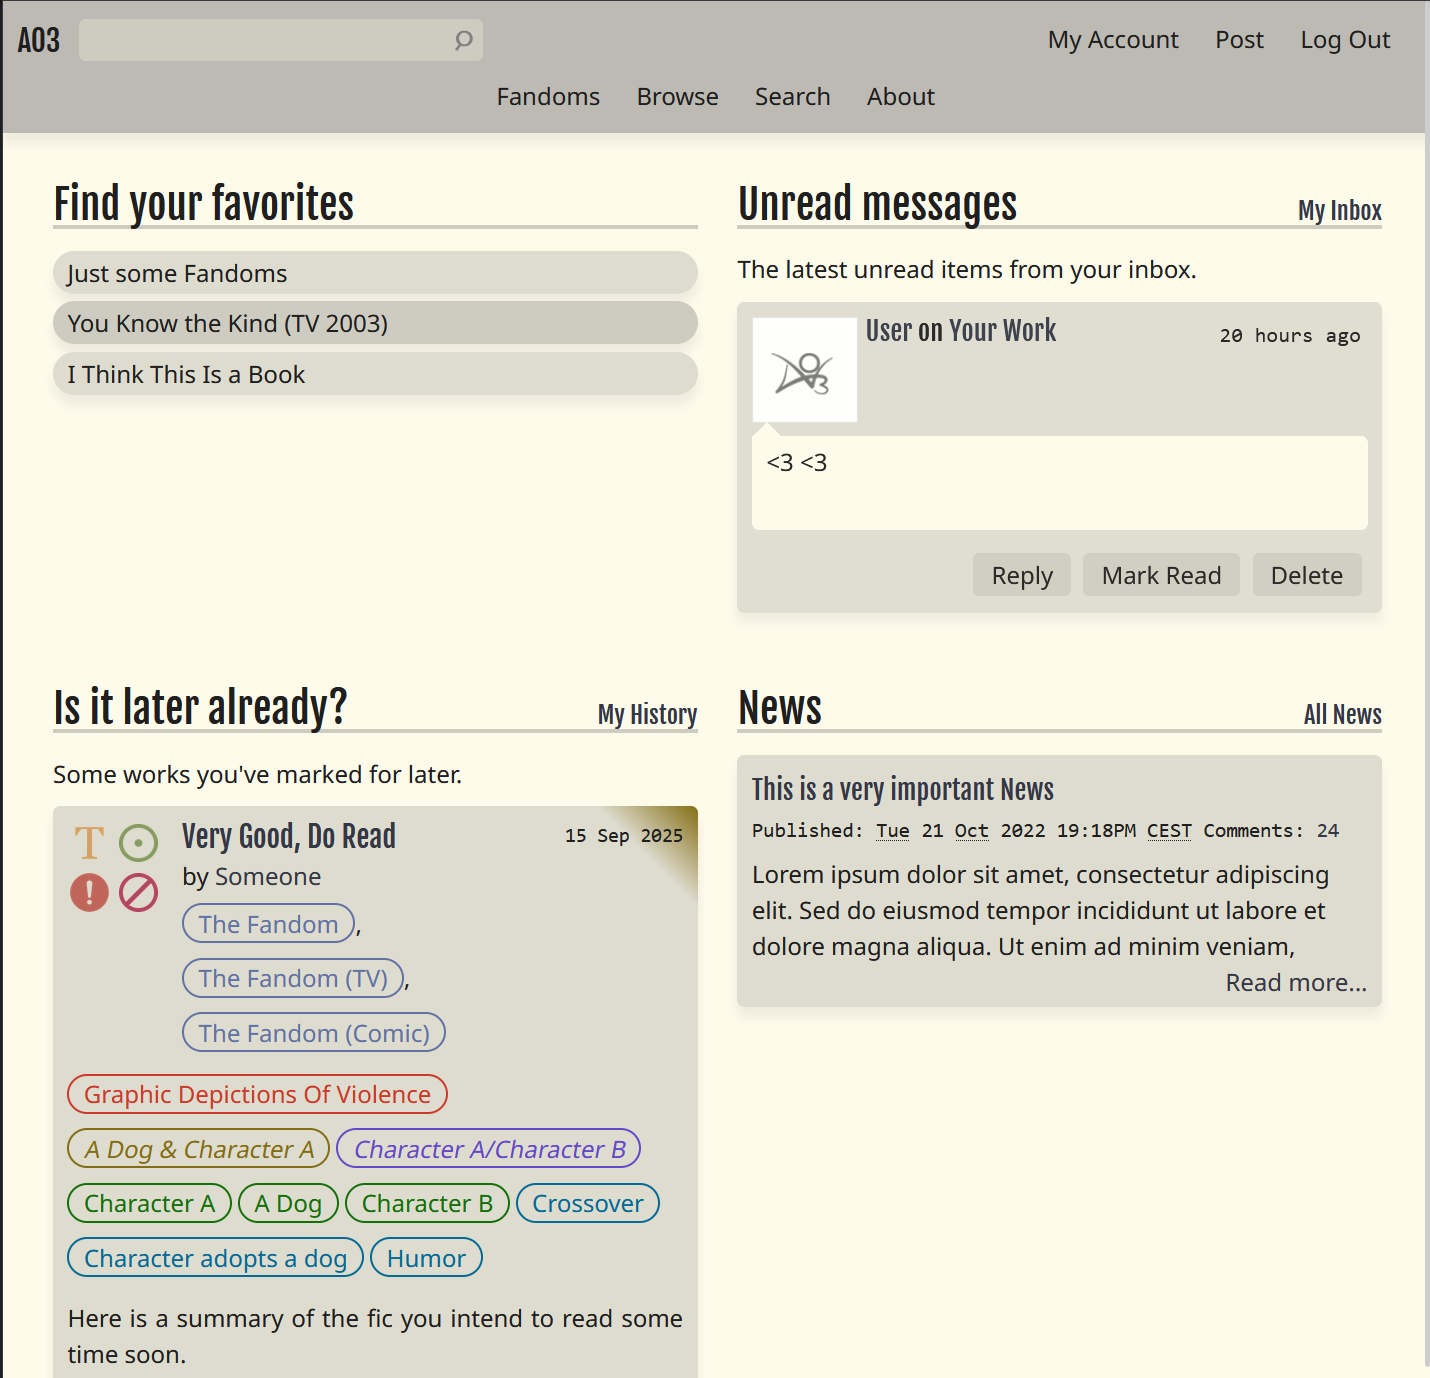 AO3
My Account Post Log Out
Fandoms Browse Search About
Find your favorites
Just some Fandoms
You Know the Kind (TV 2003)
I Think This Is a Book
Unread messages My Inbox
The latest unread items from your inbox.
User on Your Work 20 hours ago
<3 <3
Reply Mark Read Delete
Is it later already? My History
Some works you've marked for later.
T Very Good, Do Read 15 Sep 2025
by Someone
The Fandom,
The Fandom (TV),
The Fandom (Comic)
Graphic Depictions Of Violence
A Dog & Character A Character A/Character B
Character A A Dog Character B Crossover
Character adopts a dog Humor
Here is a summary of the fic you intend to read some
time soon.
News All News
This is a very important News
Published: Tue 21 Oct 2022 19:18PM CEST Comments: 24
Lorem ipsum dolor sit amet, consectetur adipiscing
elit. Sed do eiusmod tempor incididunt ut labore et
dolore magna aliqua. Ut enim ad minim veniam,
Read more...